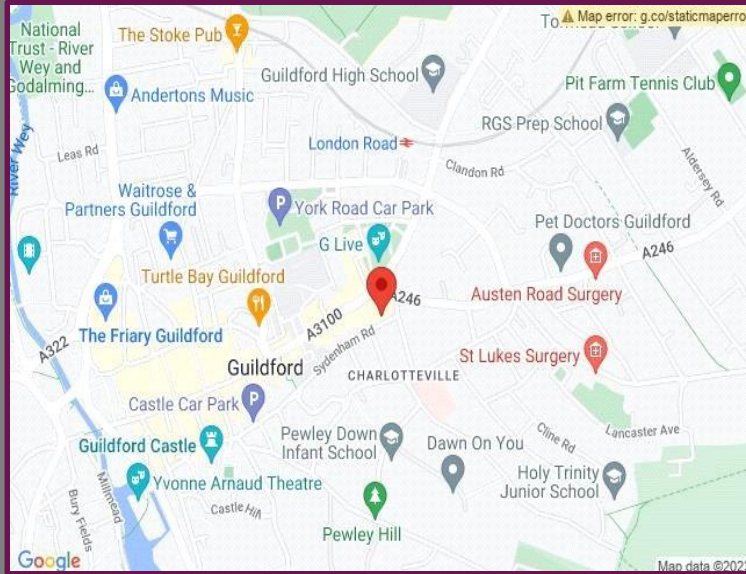 Map error: g.co/staticmaperro
National
Trust - River
Wey and
Godalming...
The Stoke Pub
Guildford High School
Pit Farm Tennis Club
Andertons Music
RGS Prep School
London Road
River Wey
Leas Rd
Clandon Rd
Aldersey Rd
Waitrose &
Partners Guildford
York Road Car Park
Pet Doctors Guildford
G Live
A246
Turtle Bay Guildford
A246
Austen Road Surgery
The Friary Guildford
A3100
A322
Sydenham Rd
St Lukes Surgery
Guildford
CHARLOTTEVILLE
Castle Car Park
Lancaster Ave
Guildford Castle
Pewley Down
Infant School
Dawn On You
Cline Rd
Holy Trinity
Junior School
Yvonne Arnaud Theatre
Millmead
Bury Fields
Castle Hill
Pewley Hill
Google